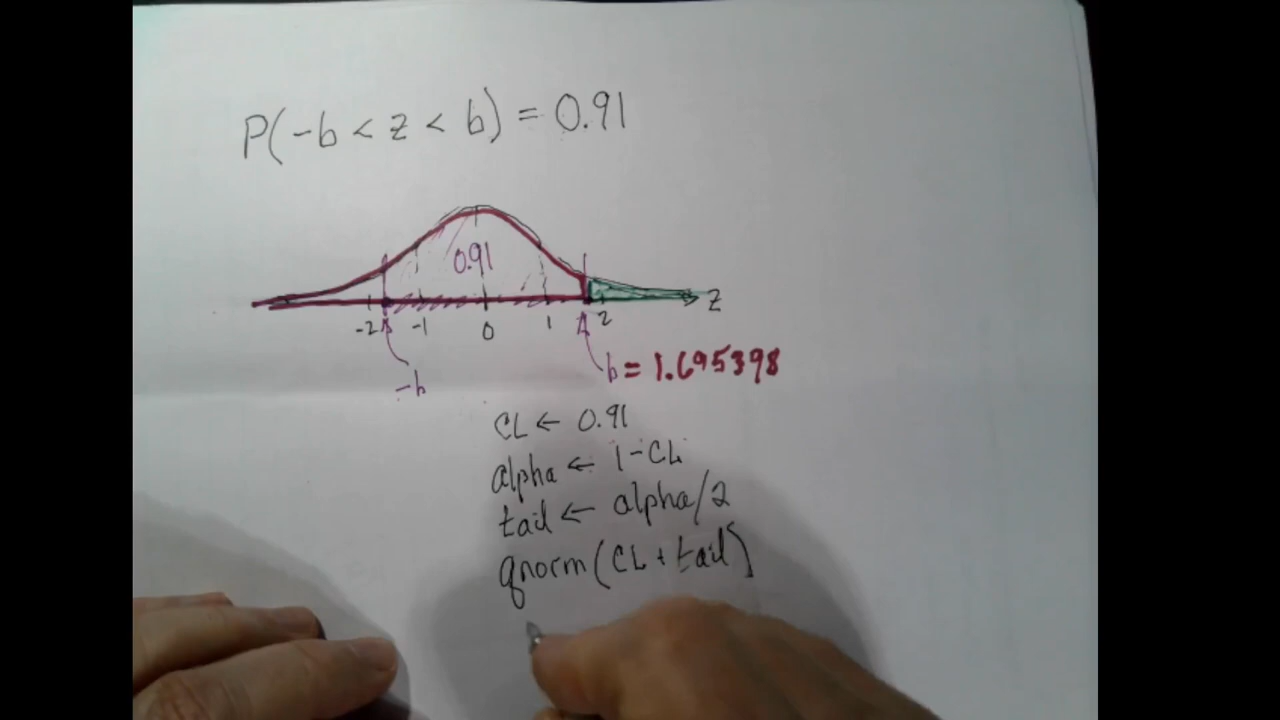 P(-b < z < b) = 0.91
0.91
-2 -1 0 1 2 z
-b
b = 1.695398
CL ← 0.91
alpha ← 1-CL
tail ← alpha/2
qnorm(CL + tail)